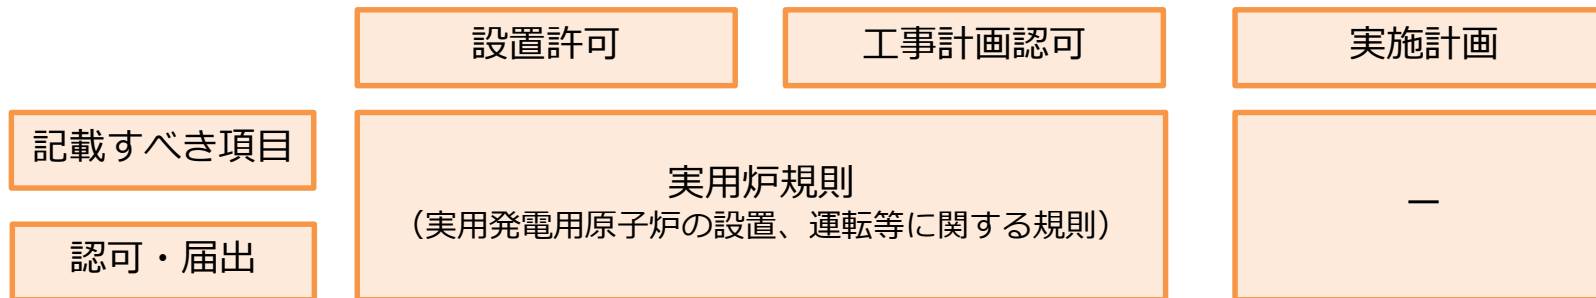 設置許可
工事計画認可
実施計画
記載すべき項目
実用炉規則
（実用発電用原子炉の設置、運転等に関する規則）
－
認可・届出